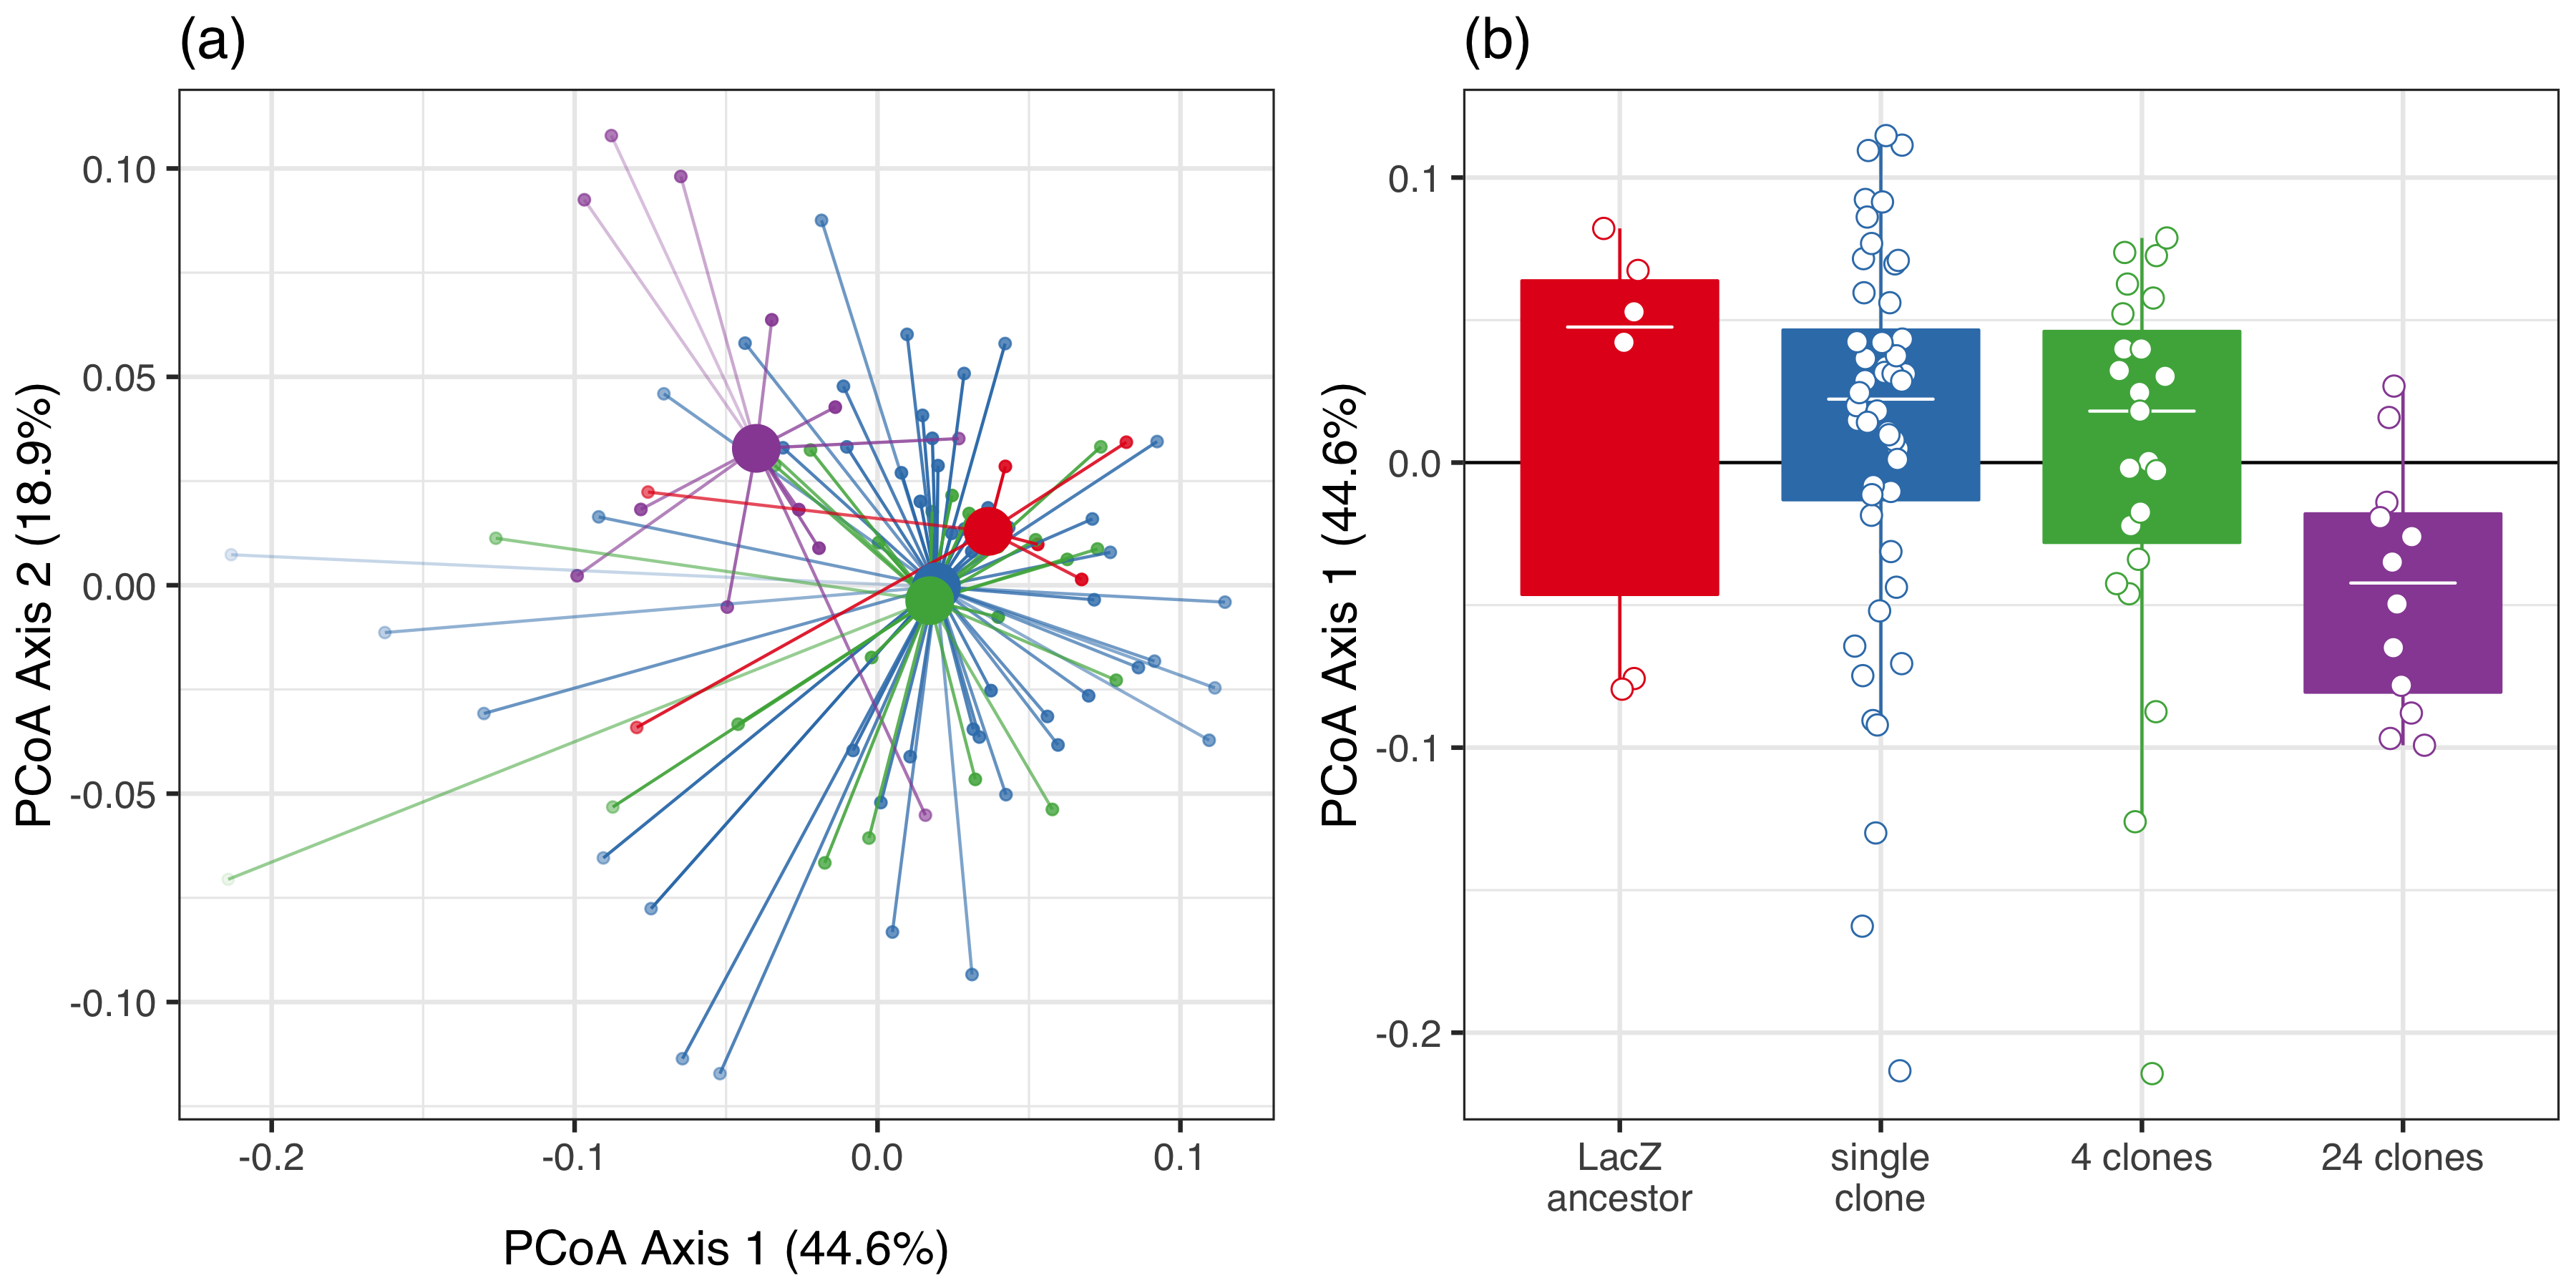 (a)
PCoA Axis 2 (18.9%)
0.10
0.05
0.00
-0.05
-0.10
-0.2
-0.1
0.0
0.1
PCoA Axis 1 (44.6%)
(b)
PCoA Axis 1 (44.6%)
0.1
0.0
-0.1
-0.2
LacZ
ancestor
single
clone
4 clones
24 clones